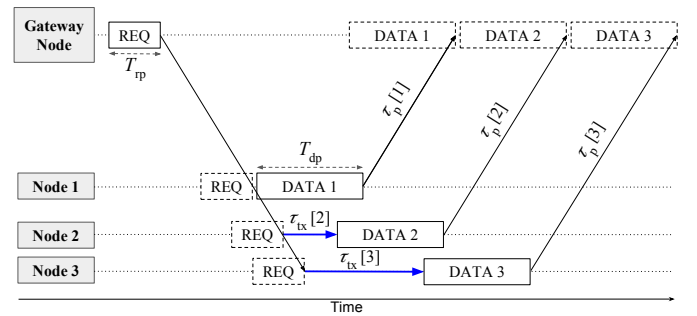 Gateway
Node
REQ
DATA 1
DATA 2
DATA 3
T_rp
τ_p [1]
τ_p [2]
τ_p [3]
T_dp
Node 1
REQ
DATA 1
τ_tx [2]
Node 2
REQ
DATA 2
τ_tx [3]
Node 3
REQ
DATA 3
Time